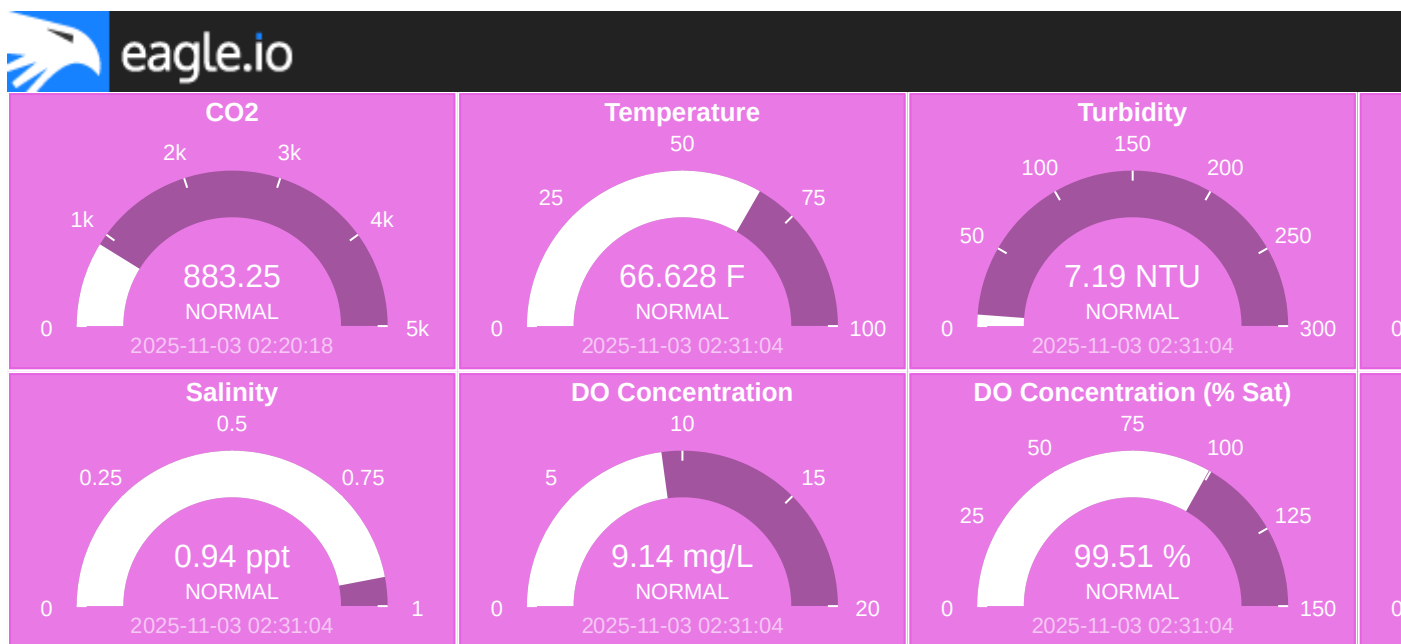 eagle.io
CO2
2k
3k
1k
4k
883.25
NORMAL
0
5k
2025-11-03 02:20:18
Temperature
50
25
75
66.628 F
NORMAL
0
100
2025-11-03 02:31:04
Turbidity
150
100
200
50
250
7.19 NTU
NORMAL
0
300
2025-11-03 02:31:04
0
Salinity
0.5
0.25
0.75
0.94 ppt
NORMAL
0
1
2025-11-03 02:31:04
DO Concentration
10
5
15
9.14 mg/L
NORMAL
0
20
2025-11-03 02:31:04
DO Concentration (% Sat)
75
50
100
25
125
99.51 %
NORMAL
0
150
2025-11-03 02:31:04
0